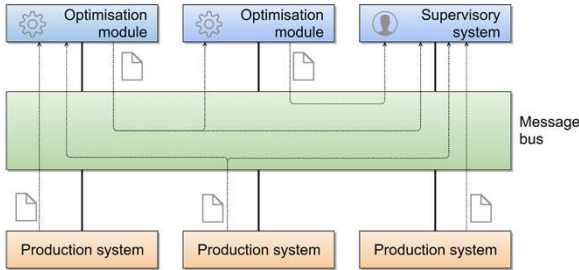 Optimisation
module
Optimisation
module
Supervisory
system
Message
bus
Production system
Production system
Production system